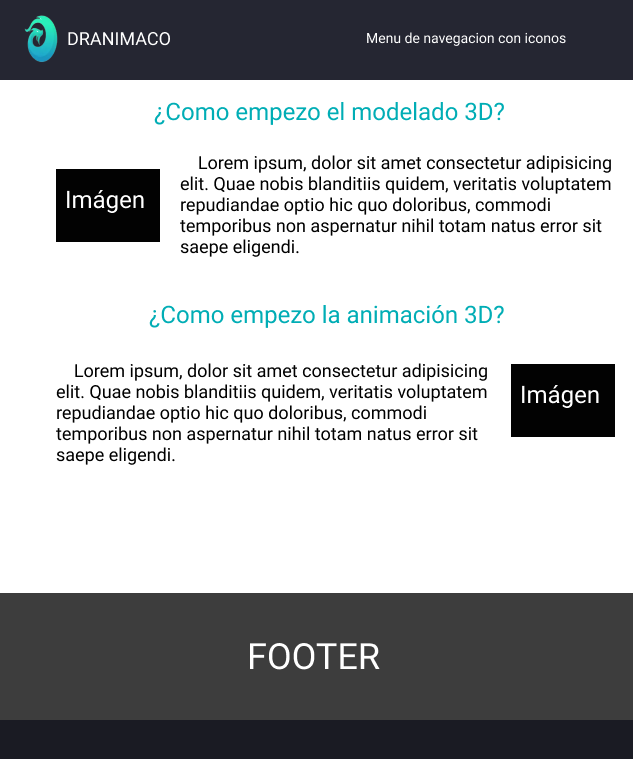 DRANIMACO
Menu de navegacion con iconos
¿Como empezo el modelado 3D?
Imágen
Lorem ipsum, dolor sit amet consectetur adipisicing
elit. Quae nobis blanditiis quidem, veritatis voluptatem
repudiandae optio hic quo doloribus, commodi
temporibus non aspernatur nihil totam natus error sit
saepe eligendi.
¿Como empezo la animación 3D?
Lorem ipsum, dolor sit amet consectetur adipisicing
elit. Quae nobis blanditiis quidem, veritatis voluptatem
repudiandae optio hic quo doloribus, commodi
temporibus non aspernatur nihil totam natus error sit
saepe eligendi.
Imágen
FOOTER